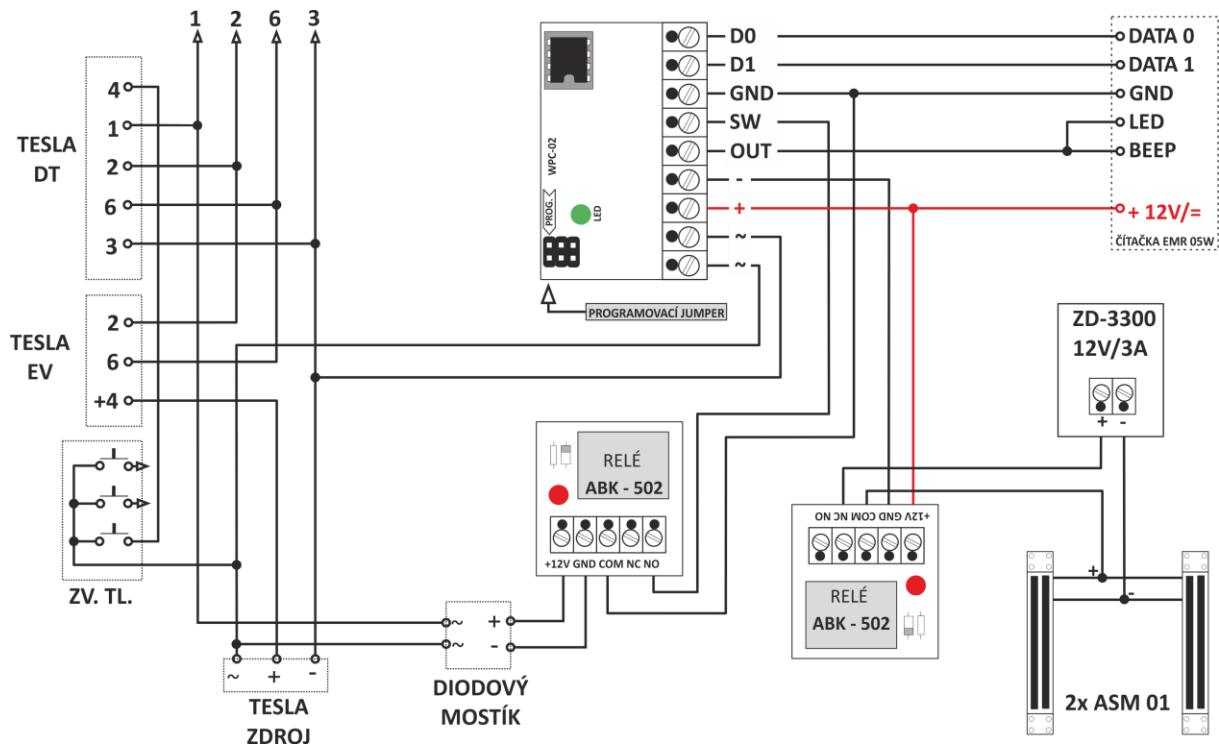 1 2 6 3
TESLA
DT
4
1
2
6
3
TESLA
EV
2
6
+4
ZV. TL.
~ + -
TESLA
ZDROJ
WPC-02
PROG.
LED
D0
D1
GND
SW
OUT
-
+
~
~
PROGRAMOVACÍ JUMPER
DATA 0
DATA 1
GND
LED
BEEP
+ 12V/=
ČÍTAČKA EMR 05W
RELÉ
ABK - 502
+12V GND COM NC NO
~ +
~ -
DIODOVÝ
MOSTÍK
ZD-3300
12V/3A
+ -
+12V GND COM NC NO
RELÉ
ABK - 502
+
-
2x ASM 01